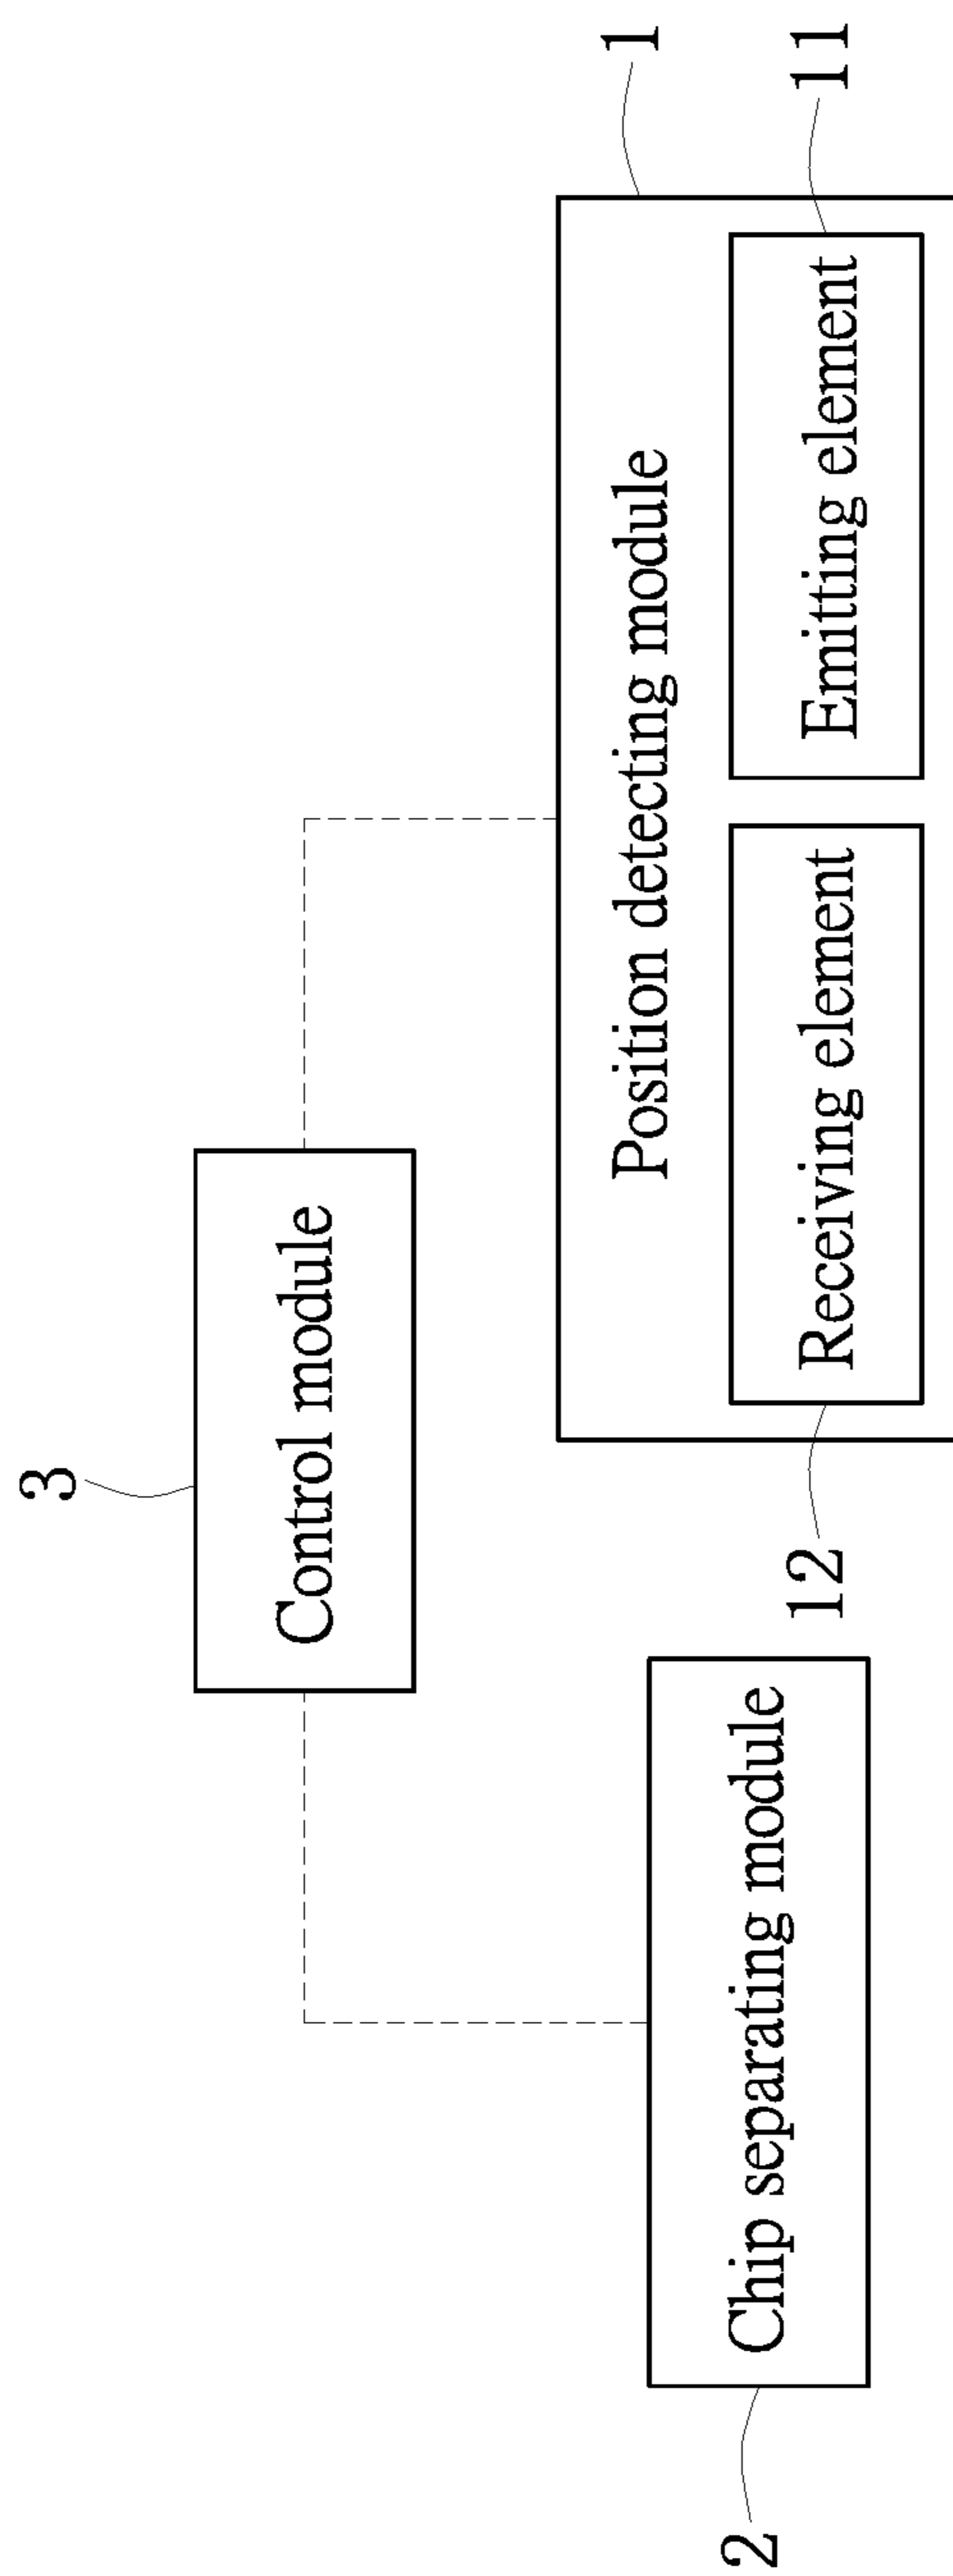 3
Control module
1
Position detecting module
2
Chip separating module
12
Receiving element
Emitting element
11